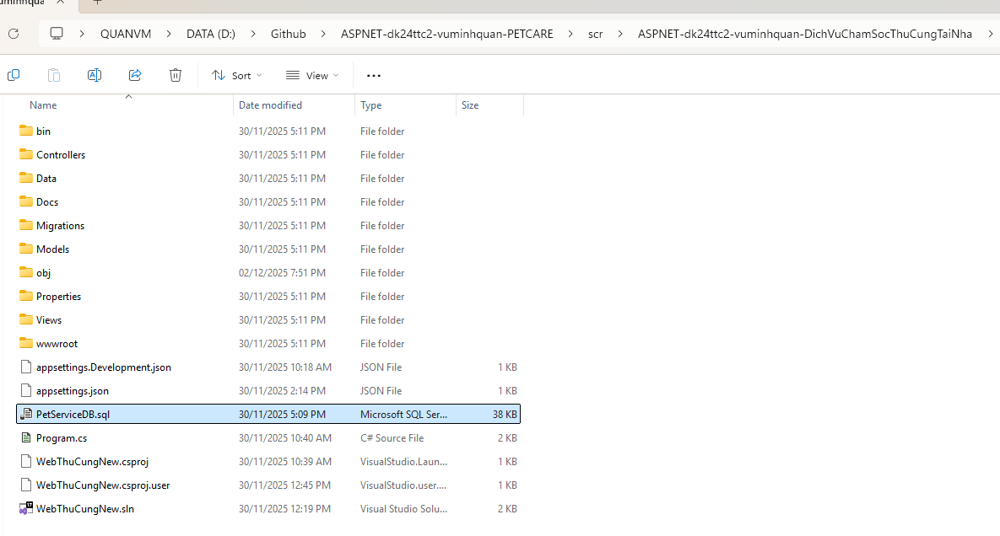 uminhqua
QUANVM > DATA (D:) > Github > ASPNET-dk24ttc2-vuminhquan-PETCARE > scr > ASPNET-dk24ttc2-vuminhquan-DichVuChamSocThuCungTaiNha >
Sort View
Name Date modified Type Size
bin 30/11/2025 5:11 PM File folder
Controllers 30/11/2025 5:11 PM File folder
Data 30/11/2025 5:11 PM File folder
Docs 30/11/2025 5:11 PM File folder
Migrations 30/11/2025 5:11 PM File folder
Models 30/11/2025 5:11 PM File folder
obj 02/12/2025 7:51 PM File folder
Properties 30/11/2025 5:11 PM File folder
Views 30/11/2025 5:11 PM File folder
wwwroot 30/11/2025 5:11 PM File folder
appsettings.Development.json 30/11/2025 10:18 AM JSON File 1 KB
appsettings.json 30/11/2025 2:14 PM JSON File 1 KB
PetServiceDB.sql 30/11/2025 5:09 PM Microsoft SQL Ser... 38 KB
Program.cs 30/11/2025 10:40 AM C# Source File 2 KB
WebThuCungNew.csproj 30/11/2025 10:39 AM VisualStudio.Laun... 1 KB
WebThuCungNew.csproj.user 30/11/2025 12:45 PM VisualStudio.user.... 1 KB
WebThuCungNew.sln 30/11/2025 12:19 PM Visual Studio Solu... 2 KB